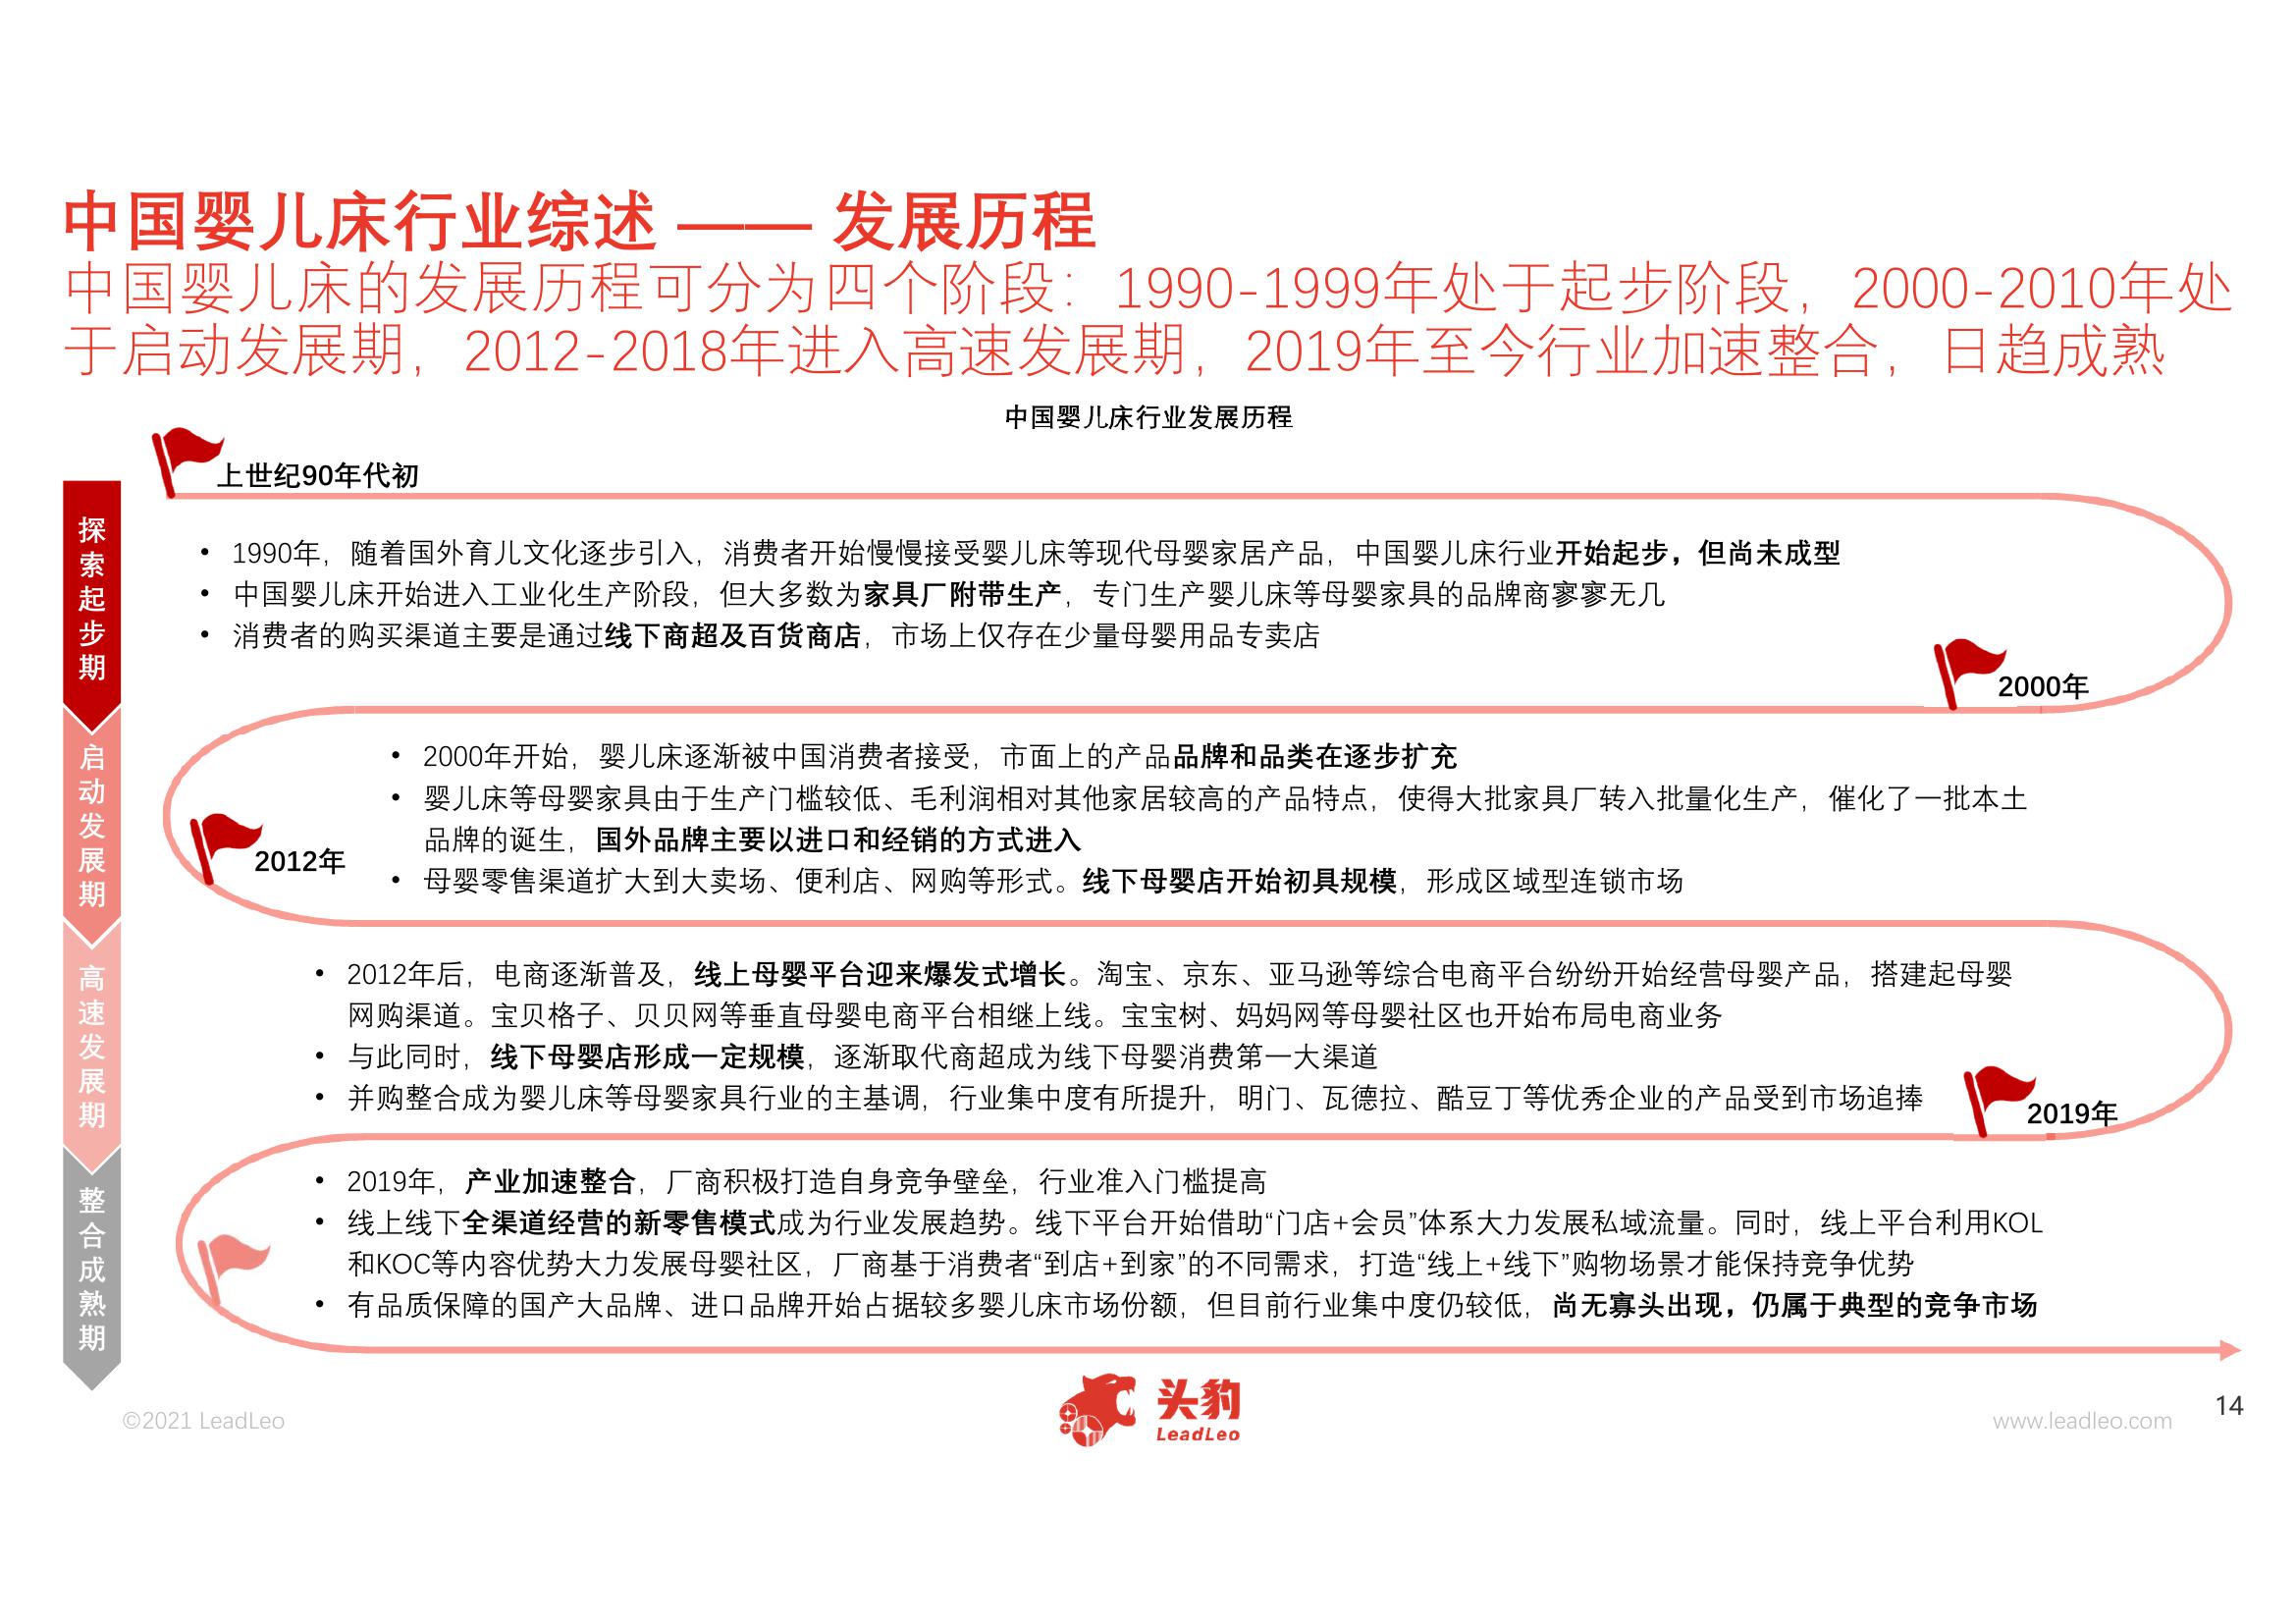 中国婴儿床行业综述 —— 发展历程
中国婴儿床的发展历程可分为四个阶段：1990-1999年处于起步阶段，2000-2010年处
于启动发展期，2012-2018年进入高速发展期，2019年至今行业加速整合，日趋成熟
中国婴儿床行业发展历程
上世纪90年代初
探索起步期
• 1990年，随着国外育儿文化逐步引入，消费者开始慢慢接受婴儿床等现代母婴家居产品，中国婴儿床行业开始起步，但尚未成型
• 中国婴儿床开始进入工业化生产阶段，但大多数为家具厂附带生产，专门生产婴儿床等母婴家具的品牌商寥寥无几
• 消费者的购买渠道主要是通过线下商超及百货商店，市场上仅存在少量母婴用品专卖店
2000年
启动发展期
• 2000年开始，婴儿床逐渐被中国消费者接受，市面上的产品品牌和品类在逐步扩充
• 婴儿床等母婴家具由于生产门槛较低、毛利润相对其他家居较高的产品特点，使得大批家具厂转入批量化生产，催化了一批本土
品牌的诞生，国外品牌主要以进口和经销的方式进入
• 母婴零售渠道扩大到大卖场、便利店、网购等形式。线下母婴店开始初具规模，形成区域型连锁市场
2012年
高速发展期
• 2012年后，电商逐渐普及，线上母婴平台迎来爆发式增长。淘宝、京东、亚马逊等综合电商平台纷纷开始经营母婴产品，搭建起母婴
网购渠道。宝贝格子、贝贝网等垂直母婴电商平台相继上线。宝宝树、妈妈网等母婴社区也开始布局电商业务
• 与此同时，线下母婴店形成一定规模，逐渐取代商超成为线下母婴消费第一大渠道
• 并购整合成为婴儿床等母婴家具行业的主基调，行业集中度有所提升，明门、瓦德拉、酷豆丁等优秀企业的产品受到市场追捧
2019年
整合成熟期
• 2019年，产业加速整合，厂商积极打造自身竞争壁垒，行业准入门槛提高
• 线上线下全渠道经营的新零售模式成为行业发展趋势。线下平台开始借助“门店+会员”体系大力发展私域流量。同时，线上平台利用KOL
和KOC等内容优势大力发展母婴社区，厂商基于消费者“到店+到家”的不同需求，打造“线上+线下”购物场景才能保持竞争优势
• 有品质保障的国产大品牌、进口品牌开始占据较多婴儿床市场份额，但目前行业集中度仍较低，尚无寡头出现，仍属于典型的竞争市场
©2021 LeadLeo
头豹
LeadLeo
www.leadleo.com
14